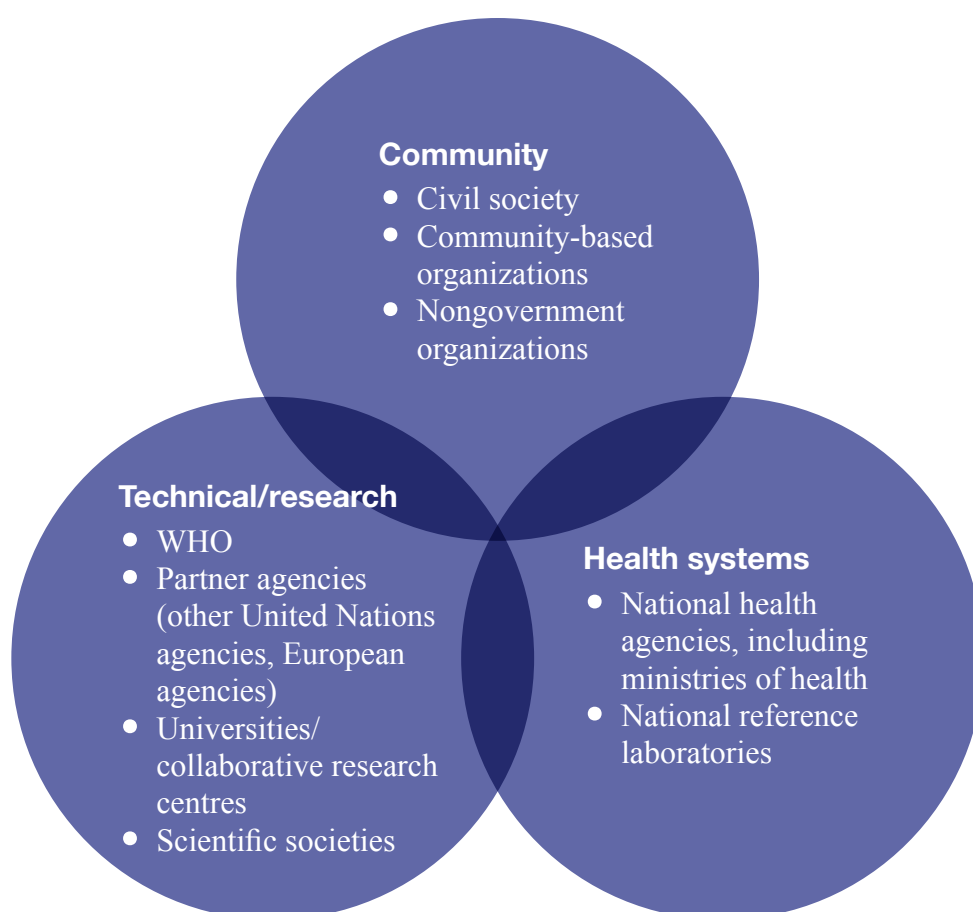 Community
● Civil society
● Community-based
organizations
● Nongovernment
organizations
Technical/research
● WHO
● Partner agencies
(other United Nations
agencies, European
agencies)
● Universities/
collaborative research
centres
● Scientific societies
Health systems
● National health
agencies, including
ministries of health
● National reference
laboratories